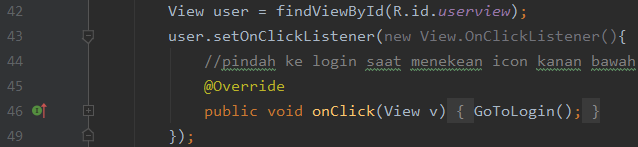 42 View user = findViewById(R.id.userview);
43 user.setOnClickListener(new View.OnClickListener(){
44 //pindah ke login saat menekean icon kanan bawah
45 @Override
46 public void onClick(View v) { GoToLogin(); }
49 });